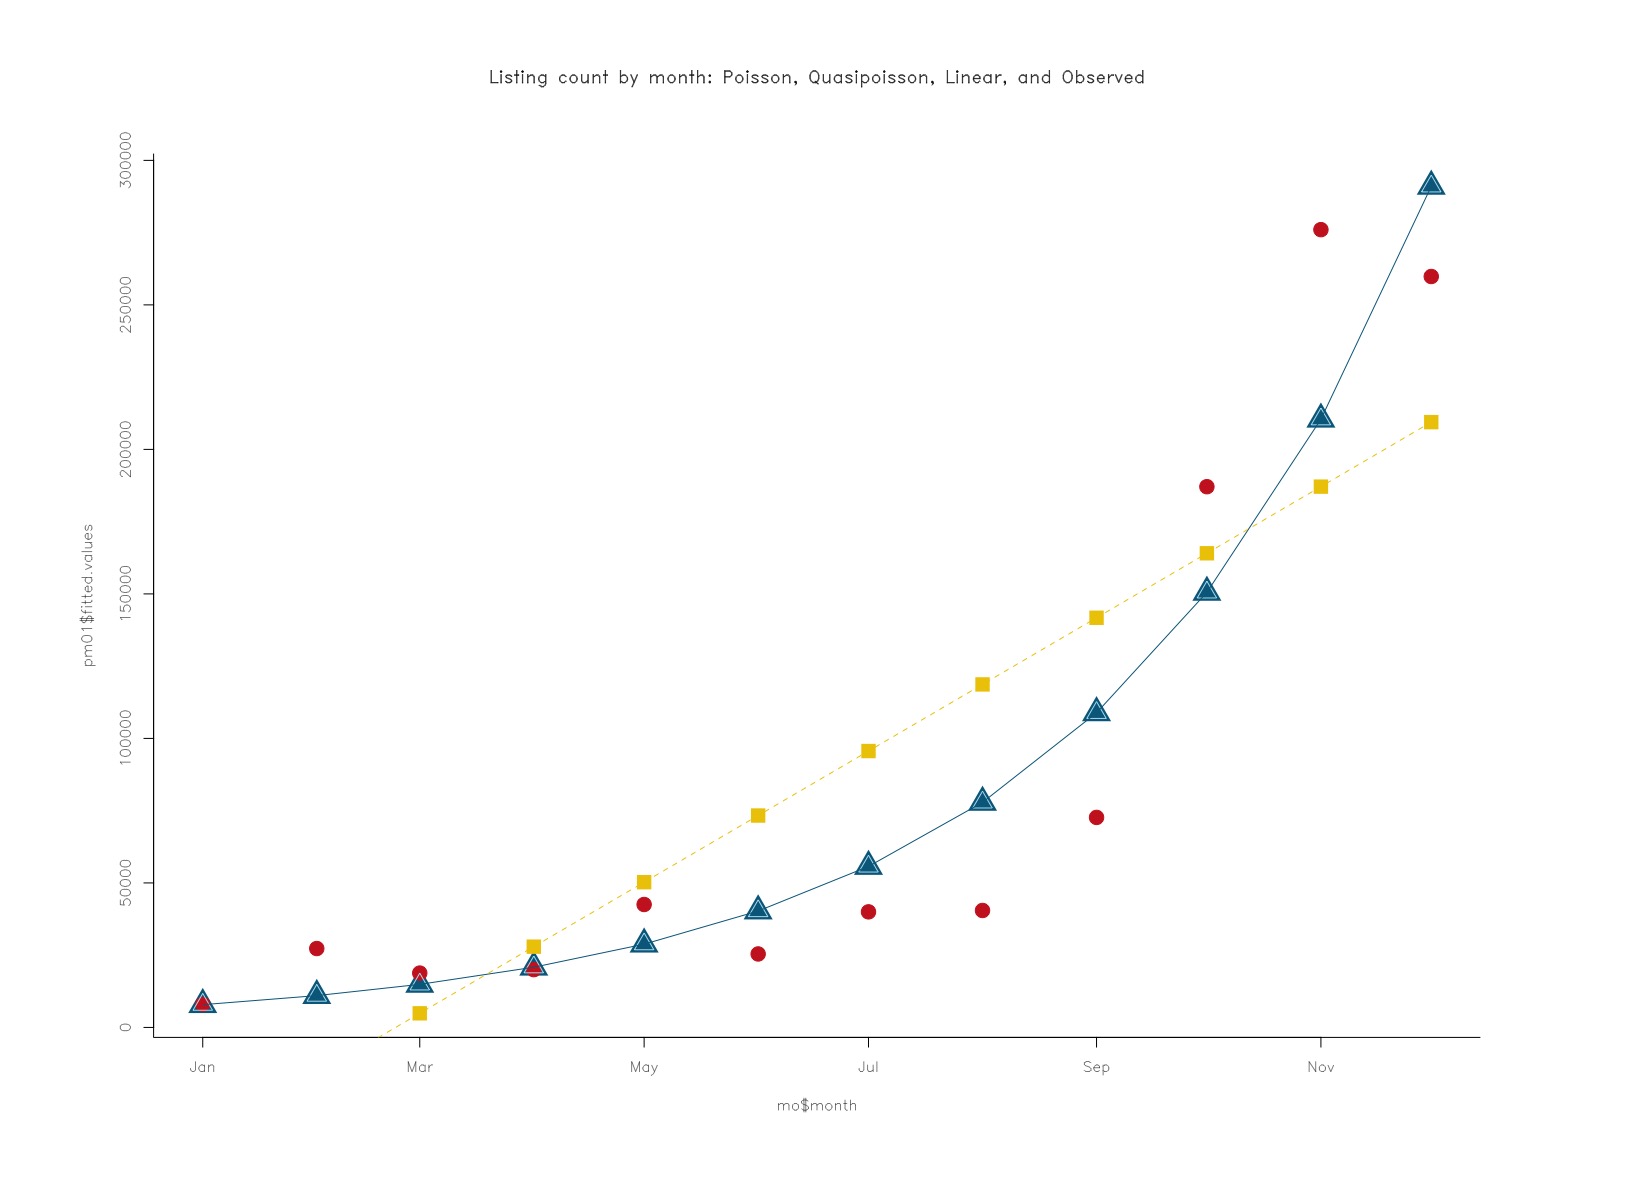 Listing count by month: Poisson, Quasipoisson, Linear, and Observed
300000
250000
200000
150000
100000
50000
0
pm01$fitted.values
Jan Mar May Jul Sep Nov
mo$month